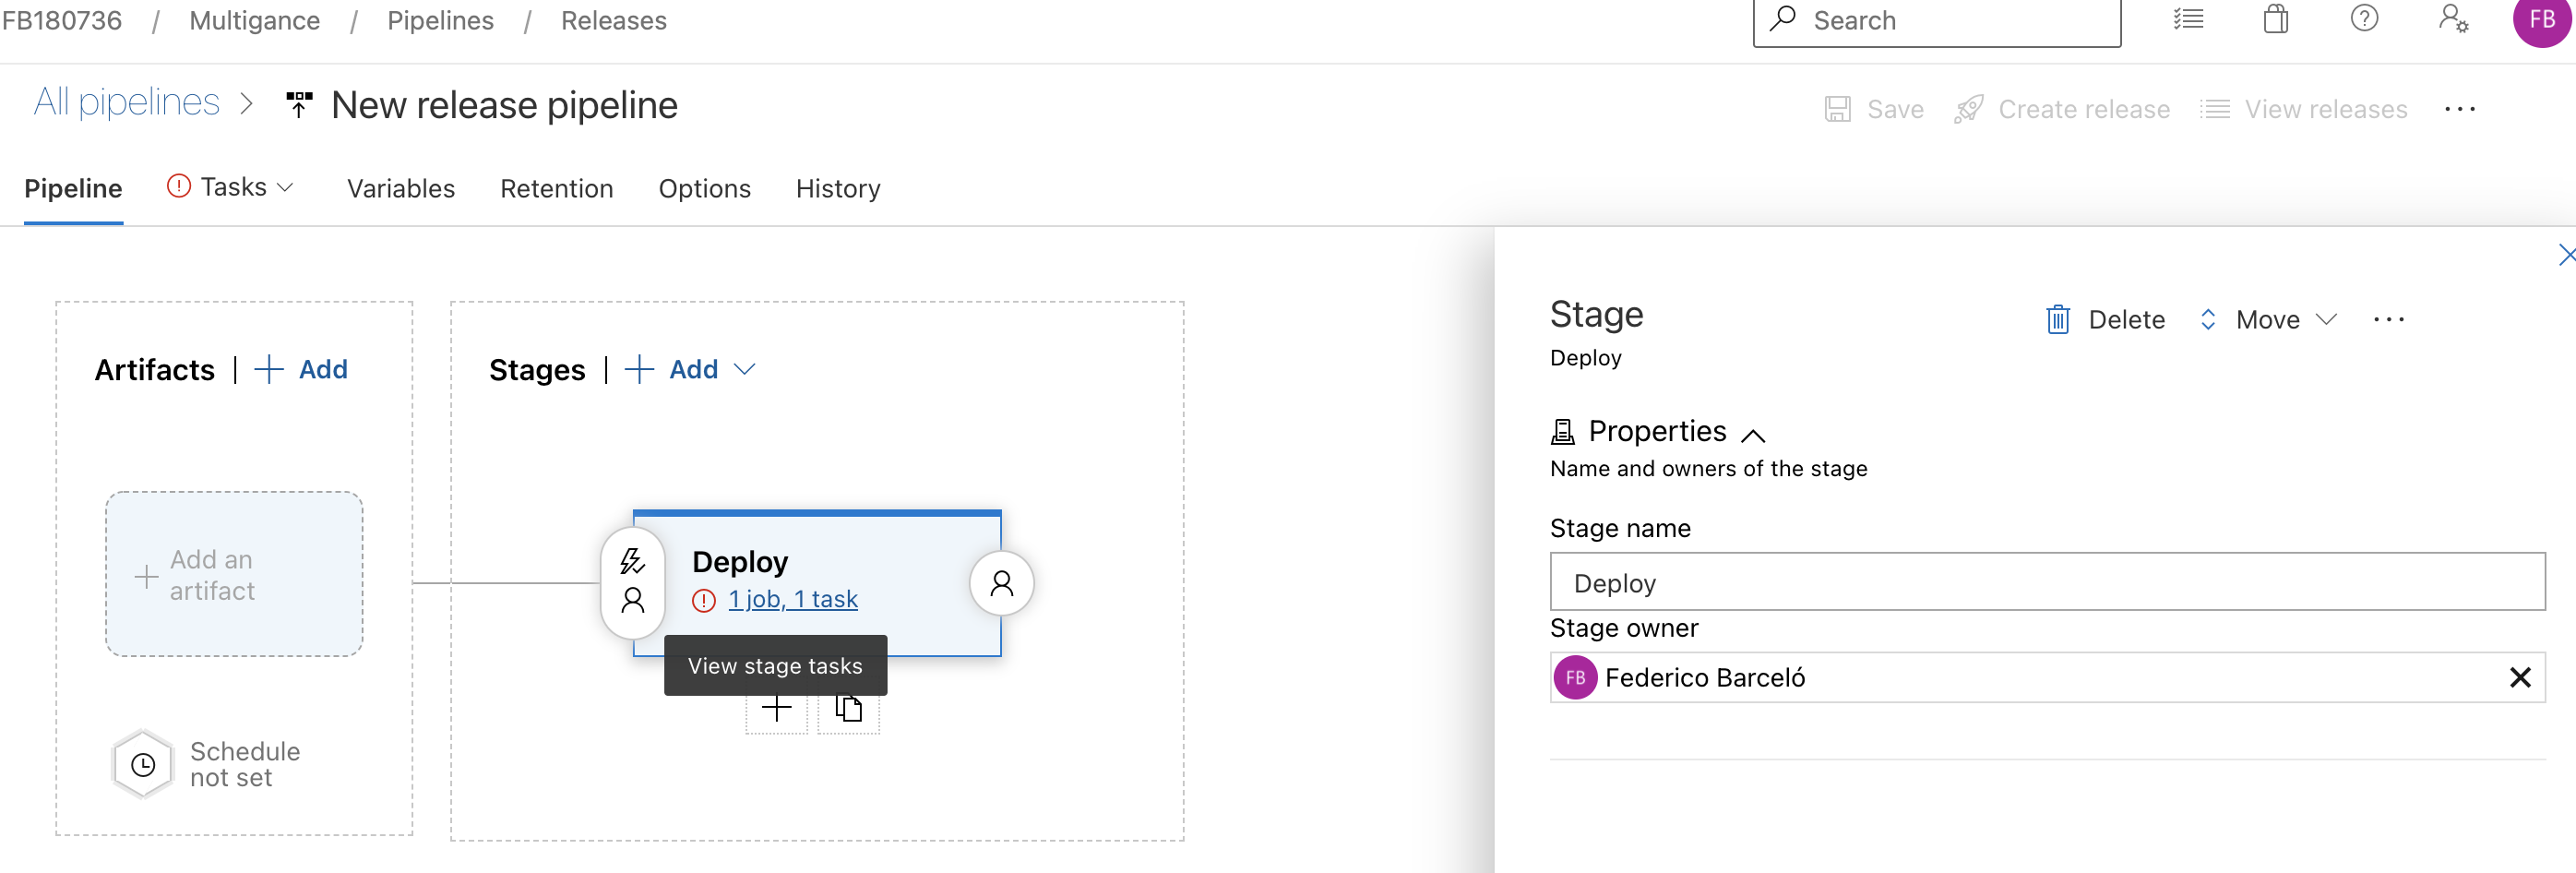 FB180736 / Multigance / Pipelines / Releases
Search
FB
All pipelines > New release pipeline
Save
Create release
View releases
...
Pipeline
Tasks
Variables
Retention
Options
History
Artifacts | + Add
Add an
artifact
Schedule
not set
Stages | + Add
Deploy
1 job, 1 task
View stage tasks
Stage
Delete
Move
...
Deploy
Properties
Name and owners of the stage
Stage name
Deploy
Stage owner
FB Federico Barceló